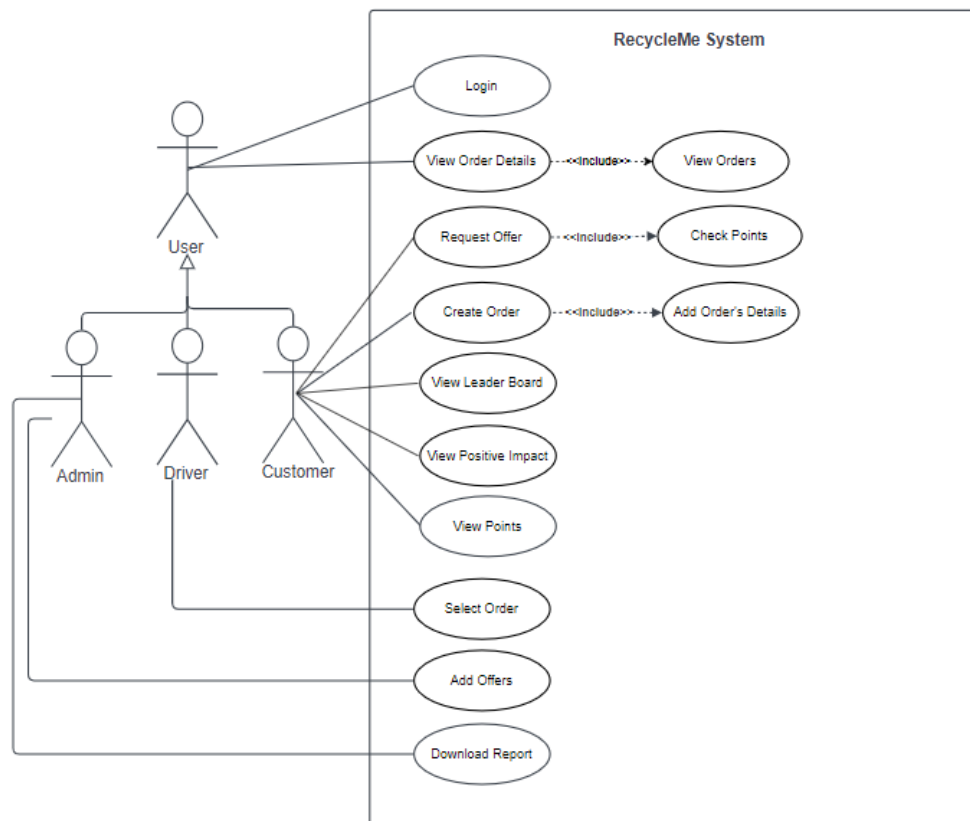 RecycleMe System
Login
View Order Details
<<Include>>
View Orders
User
Request Offer
<<Include>>
Check Points
Create Order
<<Include>>
Add Order's Details
View Leader Board
Admin
Driver
Customer
View Positive Impact
View Points
Select Order
Add Offers
Download Report